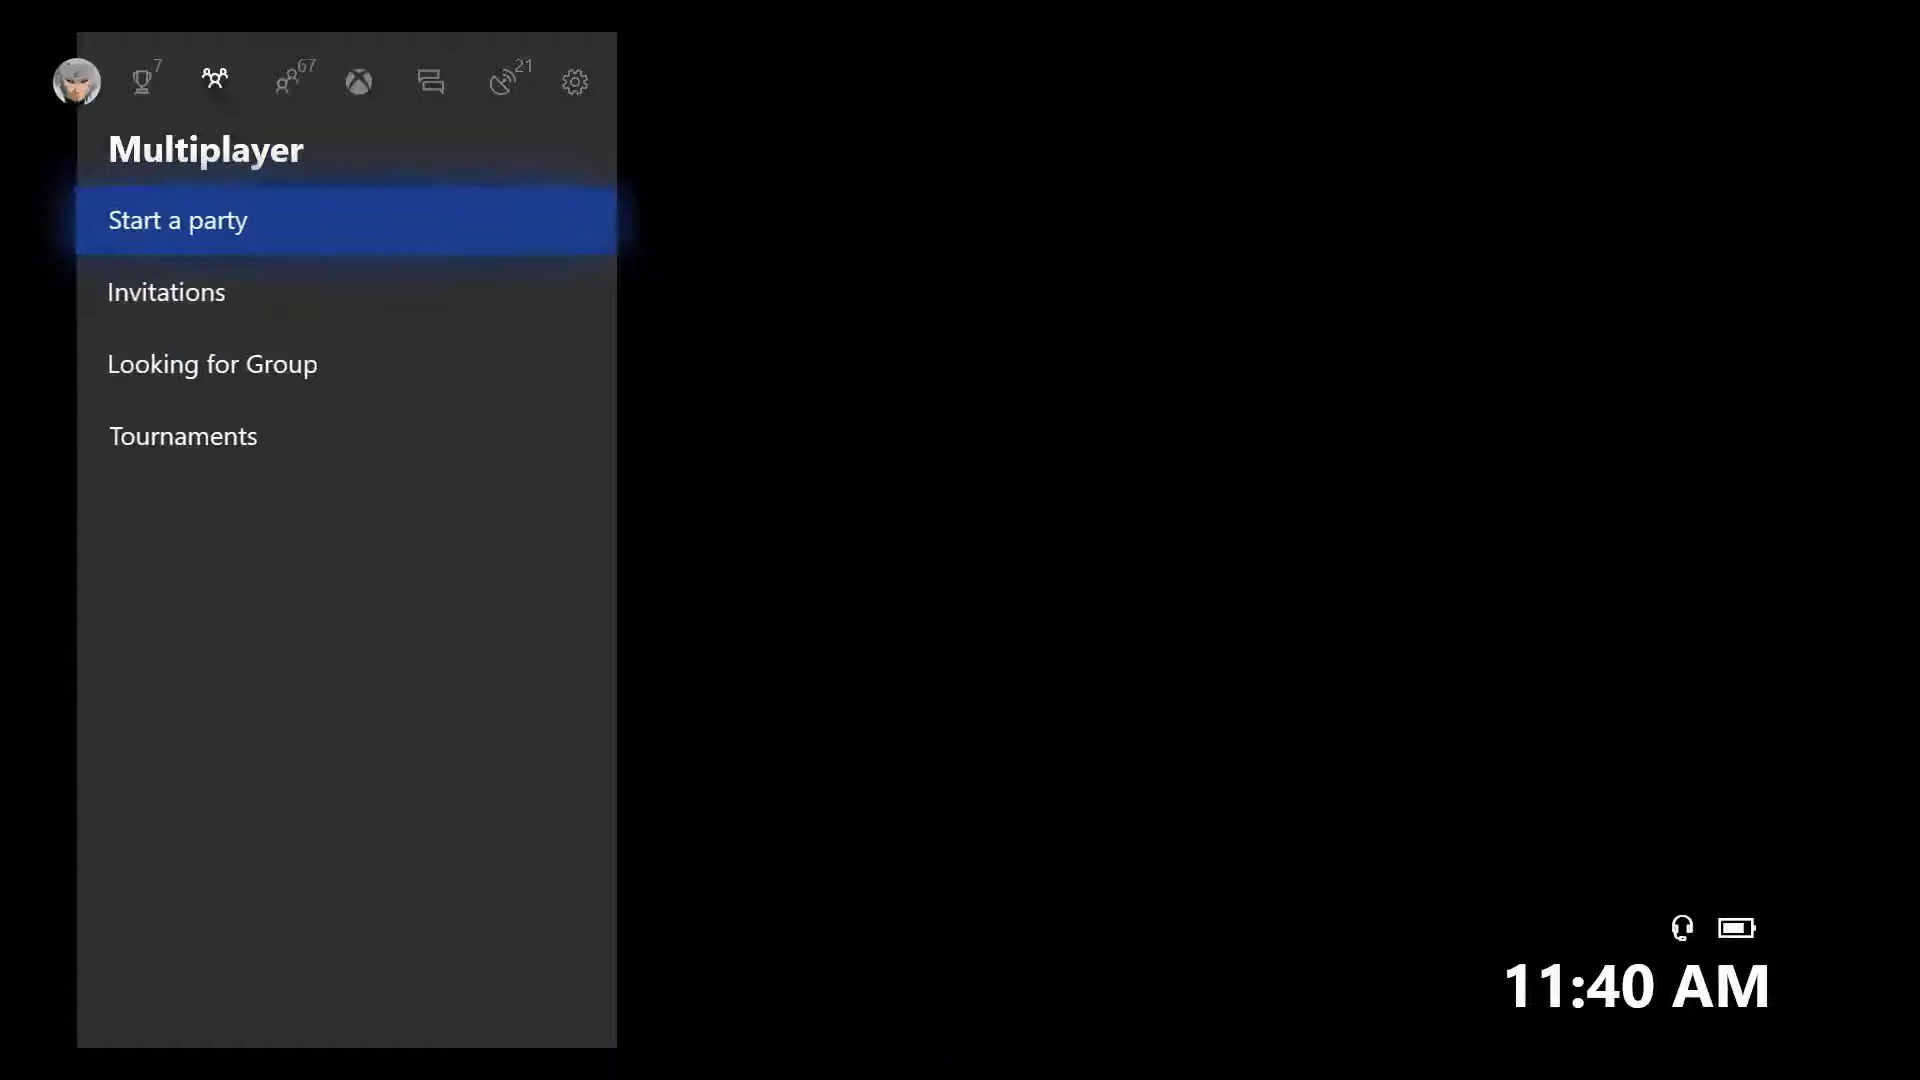 7
67
21
Multiplayer
Start a party
Invitations
Looking for Group
Tournaments
11:40 AM